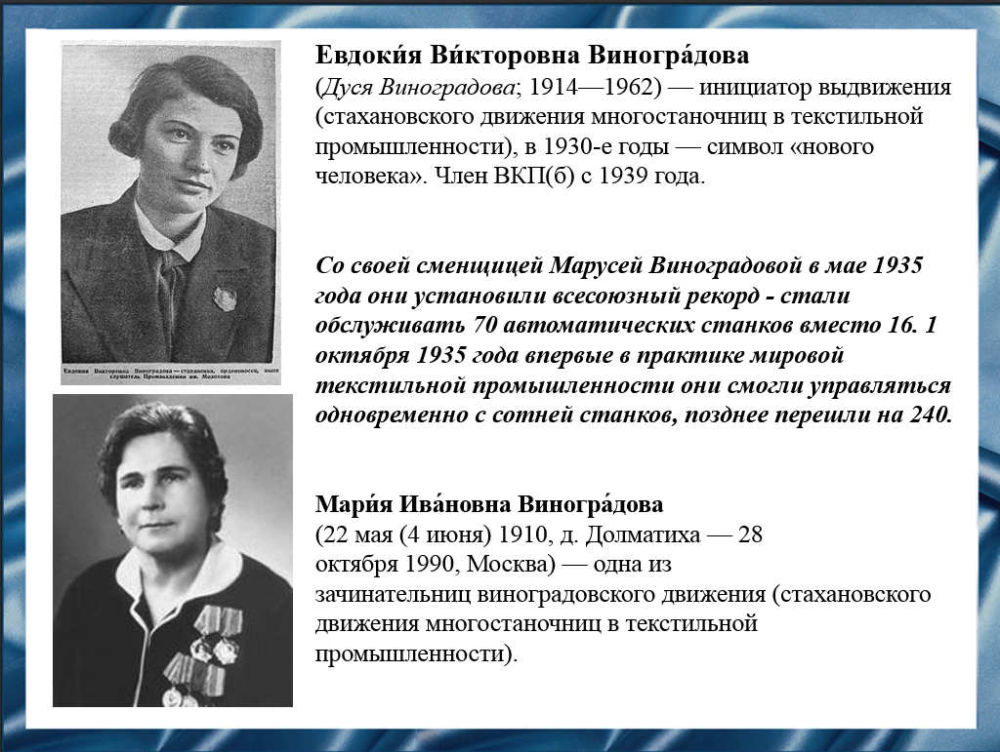 Евдоки́я Ви́кторовна Виногра́дова
(Дуся Виноградова; 1914—1962) — инициатор выдвижения
(стахановского движения многостаночниц в текстильной
промышленности), в 1930-е годы — символ «нового
человека». Член ВКП(б) с 1939 года.
Евдокия Викторовна Виноградова — стахановка, орденоносец, ныне
слушатель Промакадемии им. Молотова
Со своей сменщицей Марусей Виноградовой в мае 1935
года они установили всесоюзный рекорд - стали
обслуживать 70 автоматических станков вместо 16. 1
октября 1935 года впервые в практике мировой
текстильной промышленности они смогли управляться
одновременно с сотней станков, позднее перешли на 240.
Мари́я Ива́новна Виногра́дова
(22 мая (4 июня) 1910, д. Долматиха — 28
октября 1990, Москва) — одна из
зачинательниц виноградовского движения (стахановского
движения многостаночниц в текстильной
промышленности).